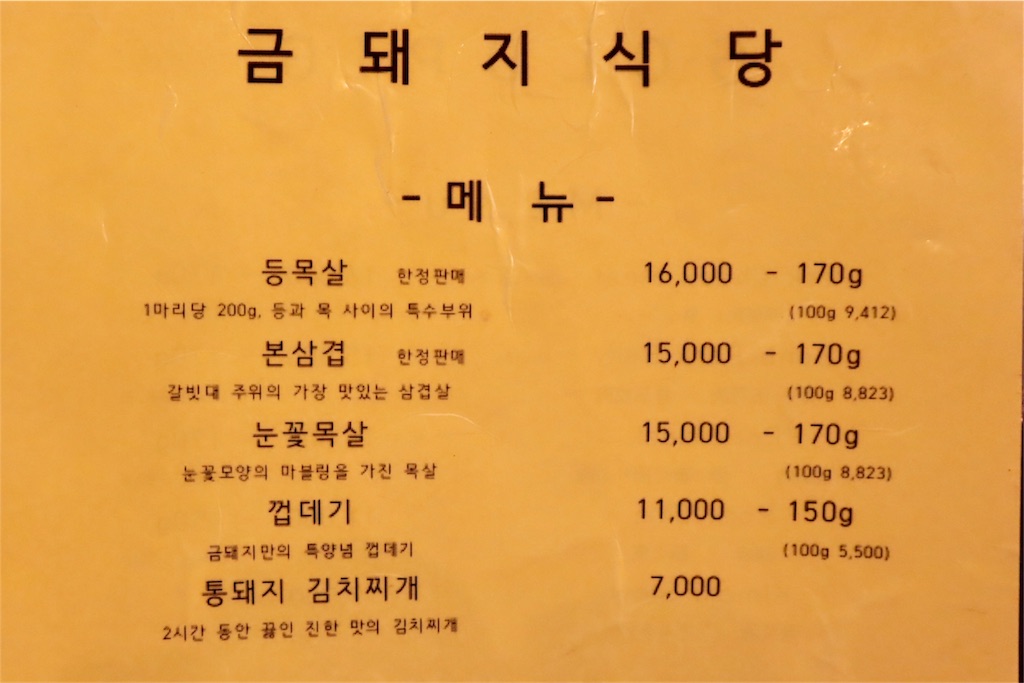 금 돼 지 식 당
- 메 뉴 -
등목살 한정판매 16,000 - 170g
1마리당 200g, 등과 목 사이의 특수부위 (100g 9,412)
본삼겹 한정판매 15,000 - 170g
갈빗대 주위의 가장 맛있는 삼겹살 (100g 8,823)
눈꽃목살 15,000 - 170g
눈꽃모양의 마블링을 가진 목살 (100g 8,823)
껍데기 11,000 - 150g
금돼지만의 특양념 껍데기 (100g 5,500)
통돼지 김치찌개 7,000
2시간 동안 끓인 진한 맛의 김치찌개